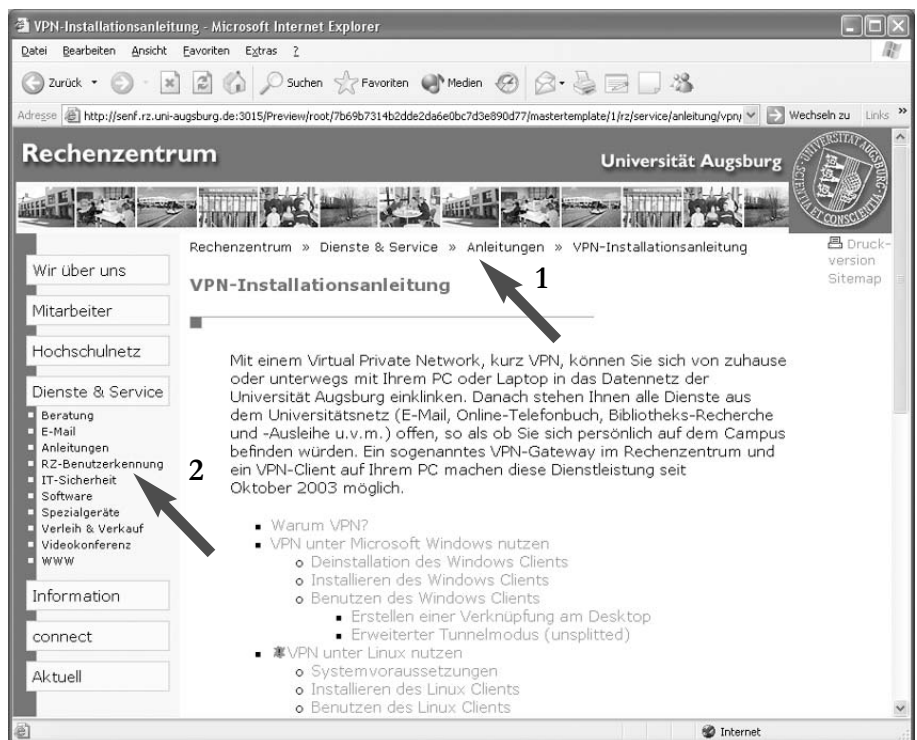 VPN-Installationsanleitung - Microsoft Internet Explorer
Datei Bearbeiten Ansicht Favoriten Extras ?
Zurück Suchen Favoriten Medien
Adresse http://senf.rz.uni-augsburg.de:3015/Preview/root/7b69b7314b2dde2da6e0bc7d3e890d77/mastertemplate/1/rz/service/anleitung/vpn/ Wechseln zu Links »
Rechenzentrum
Universität Augsburg
Rechenzentrum » Dienste & Service » Anleitungen » VPN-Installationsanleitung
Druck-
version
Sitemap
1
VPN-Installationsanleitung
Wir über uns
Mitarbeiter
Hochschulnetz
Dienste & Service
Beratung
E-Mail
Anleitungen
RZ-Benutzerkennung
IT-Sicherheit
Software
Spezialgeräte
Verleih & Verkauf
Videokonferenz
WWW
2
Information
connect
Aktuell
Mit einem Virtual Private Network, kurz VPN, können Sie sich von zuhause
oder unterwegs mit Ihrem PC oder Laptop in das Datennetz der
Universität Augsburg einklinken. Danach stehen Ihnen alle Dienste aus
dem Universitätsnetz (E-Mail, Online-Telefonbuch, Bibliotheks-Recherche
und -Ausleihe u.v.m.) offen, so als ob Sie sich persönlich auf dem Campus
befinden würden. Ein sogenanntes VPN-Gateway im Rechenzentrum und
ein VPN-Client auf Ihrem PC machen diese Dienstleistung seit
Oktober 2003 möglich.
Warum VPN?
VPN unter Microsoft Windows nutzen
Deinstallation des Windows Clients
Installieren des Windows Clients
Benutzen des Windows Clients
Erstellen einer Verknüpfung am Desktop
Erweiterter Tunnelmodus (unsplitted)
VPN unter Linux nutzen
Systemvoraussetzungen
Installieren des Linux Clients
Benutzen des Linux Clients
Internet